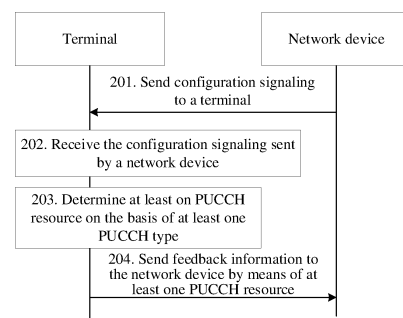 Terminal
Network device
201. Send configuration signaling
to a terminal
202. Receive the configuration signaling sent
by a network device
203. Determine at least on PUCCH
resource on the basis of at least one
PUCCH type
204. Send feedback information to
the network device by means of at
least one PUCCH resource